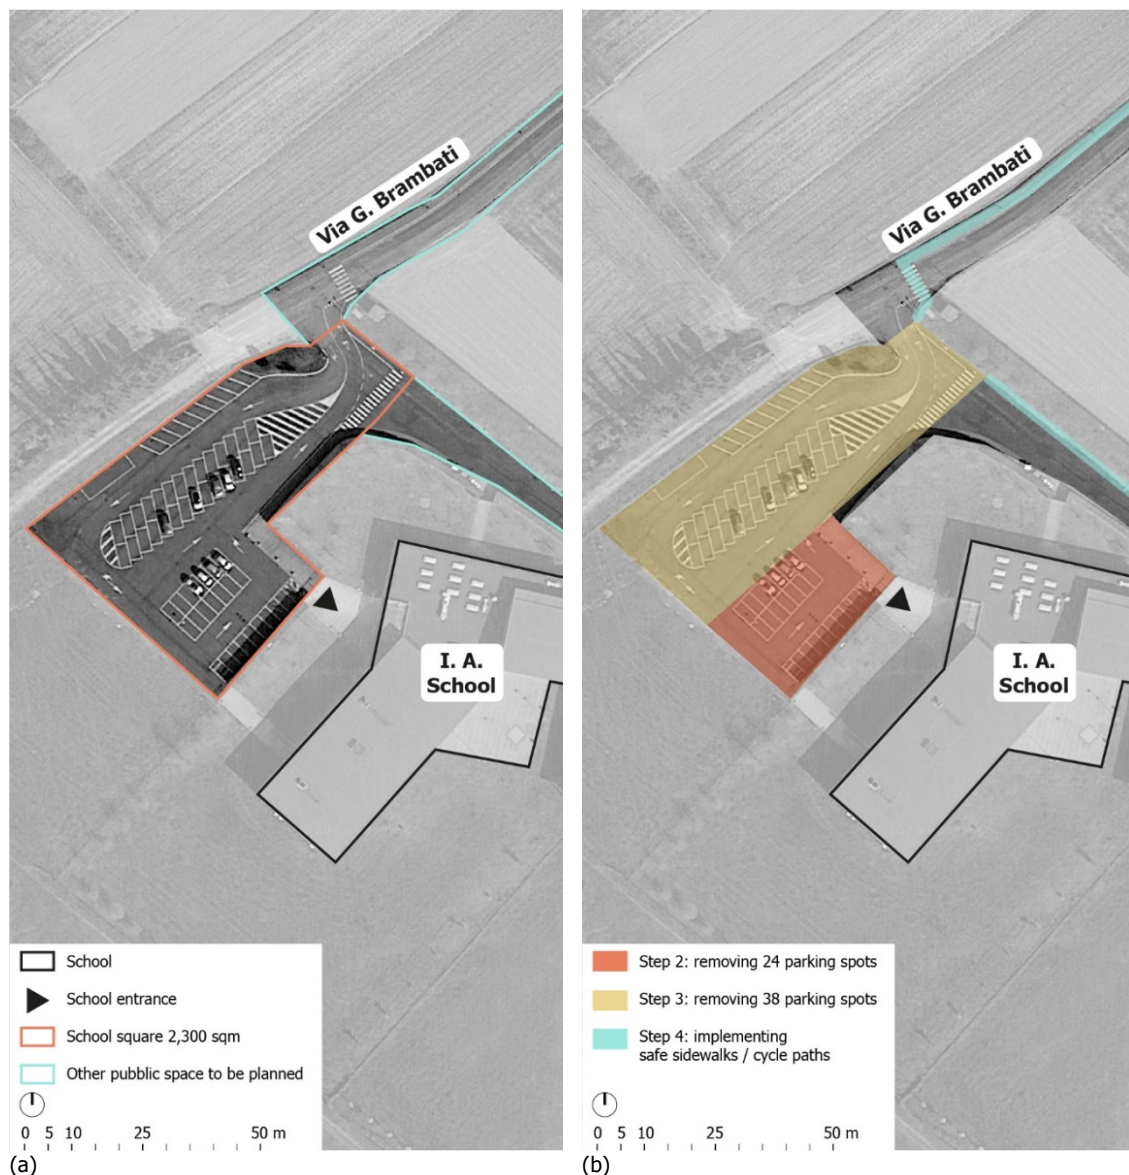 Via G. Brambati
I. A.
School
School
School entrance
School square 2,300 sqm
Other pubblic space to be planned
0 5 10 25 50 m
(a)
Via G. Brambati
I. A.
School
Step 2: removing 24 parking spots
Step 3: removing 38 parking spots
Step 4: implementing
safe sidewalks / cycle paths
0 5 10 25 50 m
(b)